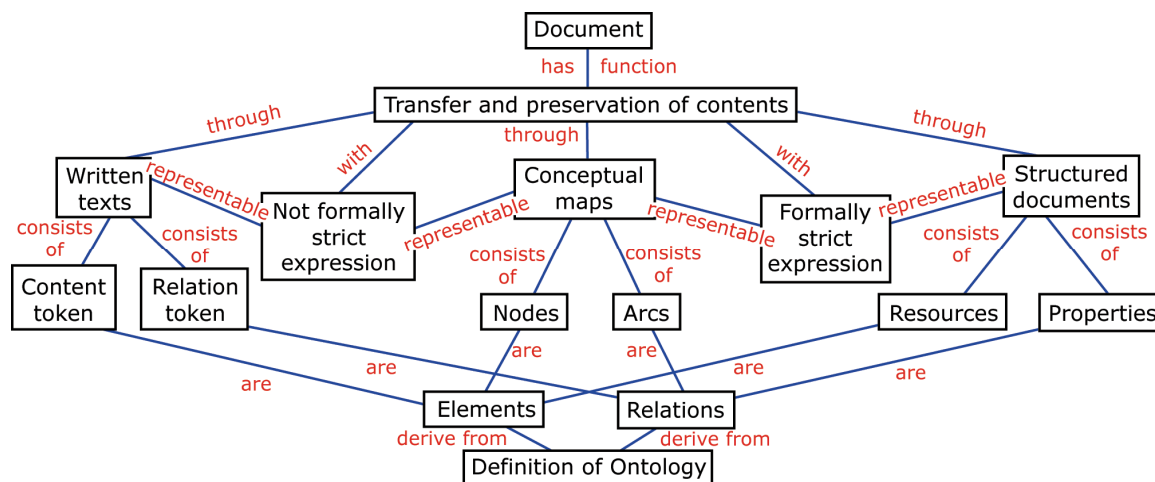 Document
has function
Transfer and preservation of contents
through
with
through
with
through
Written
texts
representable
Not formally
strict
expression
representable
Conceptual
maps
representable
Formally
strict
expression
representable
Structured
documents
consists
of
consists
of
consists
of
consists
of
consists
of
consists
of
Content
token
Relation
token
Nodes
Arcs
Resources
Properties
are
are
are
are
are
are
Elements
Relations
derive from
derive from
Definition of Ontology